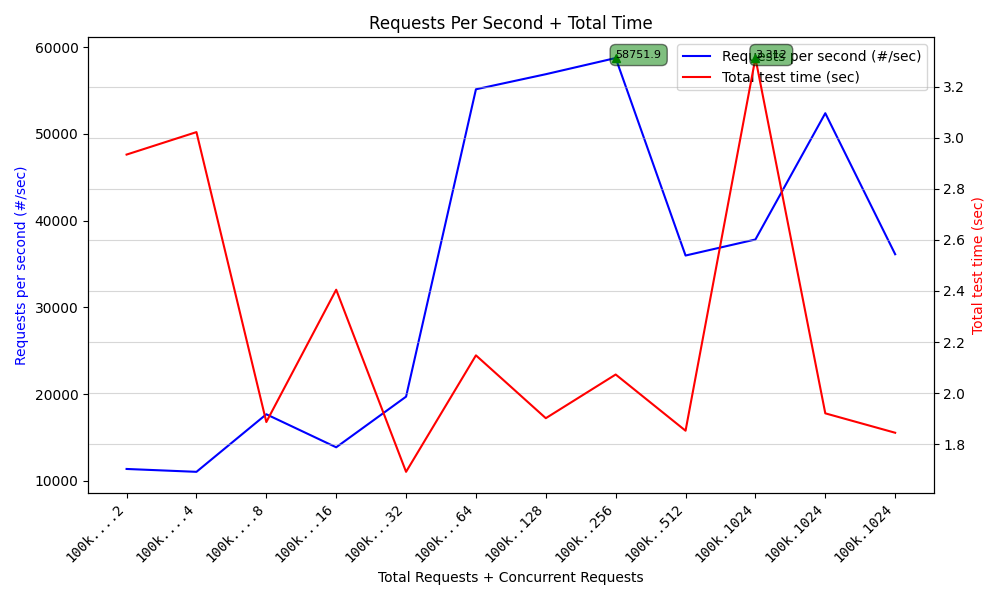 Requests Per Second + Total Time
58751.9
3.312
Requests per second (#/sec)
Total test time (sec)
60000
50000
40000
30000
20000
10000
Requests per second (#/sec)
3.2
3.0
2.8
2.6
2.4
2.2
2.0
1.8
Total test time (sec)
100k....2
100k....4
100k....8
100k...16
100k...32
100k...64
100k..128
100k..256
100k..512
100k.1024
100k.1024
100k.1024
Total Requests + Concurrent Requests